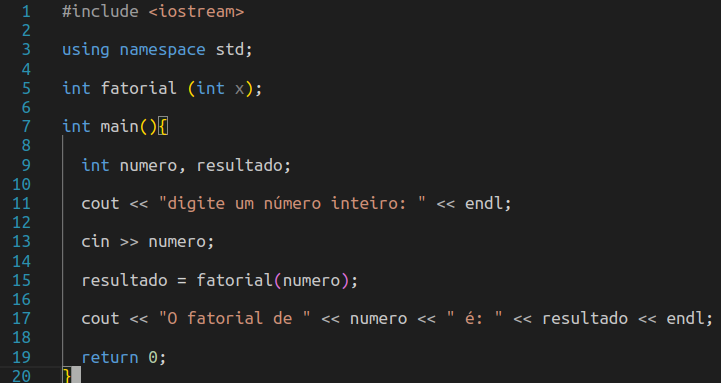 1 #include <iostream>
2
3 using namespace std;
4
5 int fatorial (int x);
6
7 int main(){
8
9 int numero, resultado;
10
11 cout << "digite um número inteiro: " << endl;
12
13 cin >> numero;
14
15 resultado = fatorial(numero);
16
17 cout << "O fatorial de " << numero << " é: " << resultado << endl;
18
19 return 0;
20 }